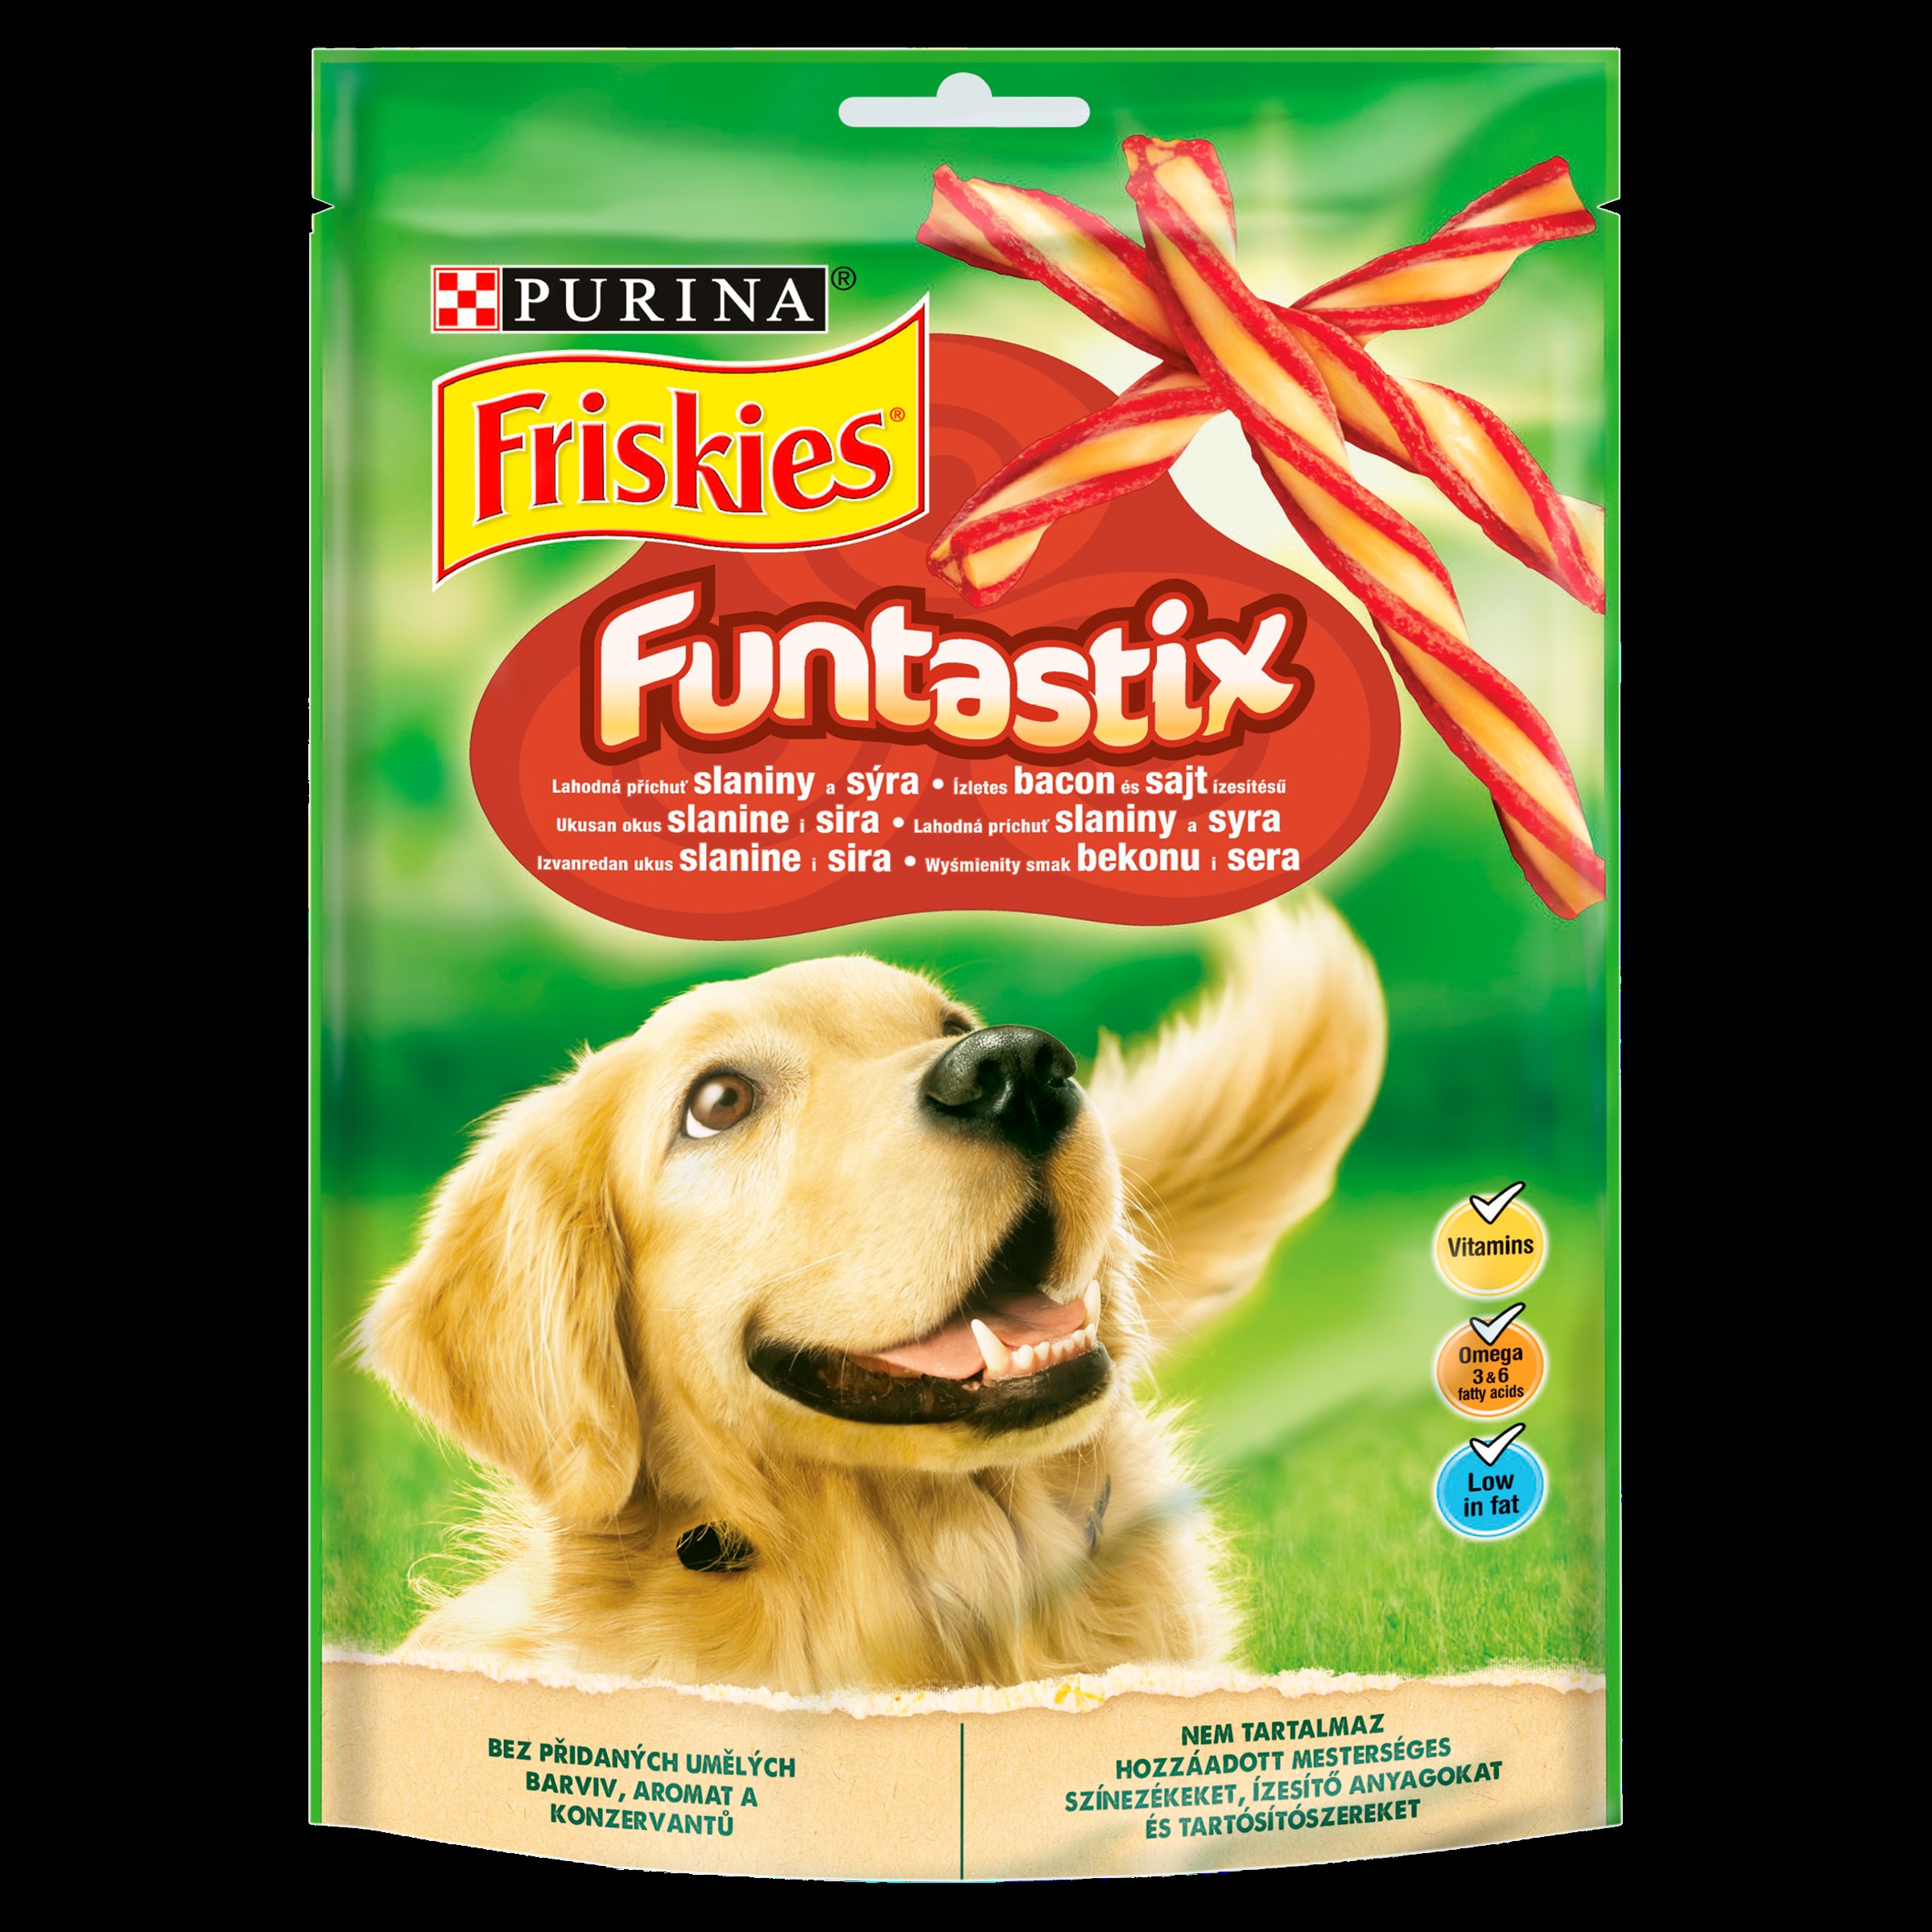 PURINA®
Friskies®
Funtastix
Lahodná příchuť slaniny a sýra • Ízletes bacon és sajt ízesítésű
Ukusan okus slanine i sira • Lahodná príchuť slaniny a syra
Izvanredan ukus slanine i sira • Wyśmienity smak bekonu i sera
Vitamins
Omega
3&6
fatty acids
Low
in fat
BEZ PŘIDANÝCH UMĚLÝCH
BARVIV, AROMAT A
KONZERVANTŮ
NEM TARTALMAZ
HOZZÁADOTT MESTERSÉGES
SZÍNEZÉKEKET, ÍZESÍTŐ ANYAGOKAT
ÉS TARTÓSÍTÓSZEREKET